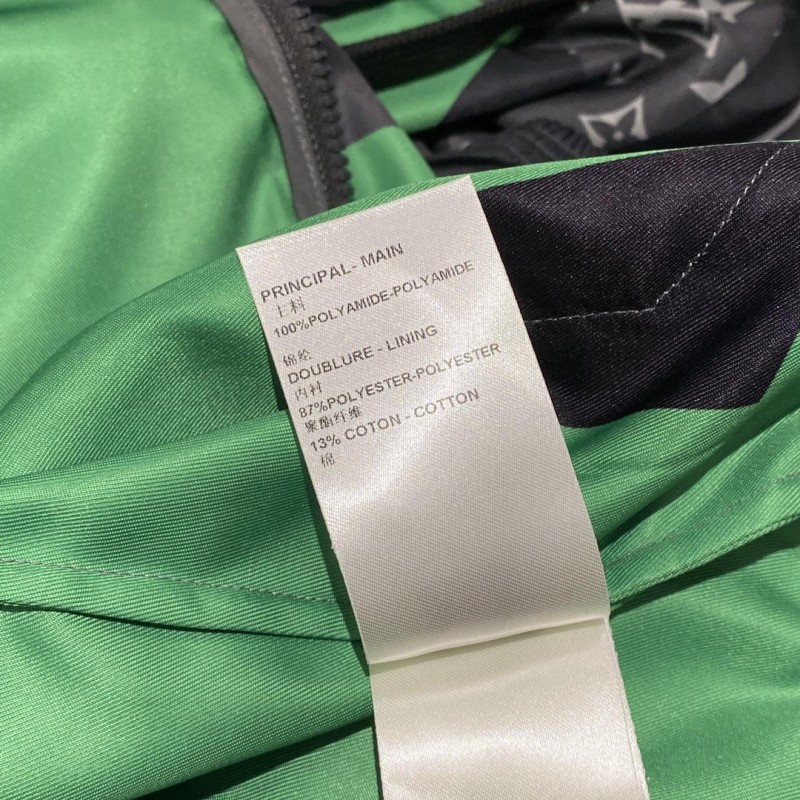 PRINCIPAL- MAIN
主料
100%POLYAMIDE-POLYAMIDE
锦纶
DOUBLURE - LINING
内衬
87%POLYESTER-POLYESTER
聚酯纤维
13% COTON - COTTON
棉